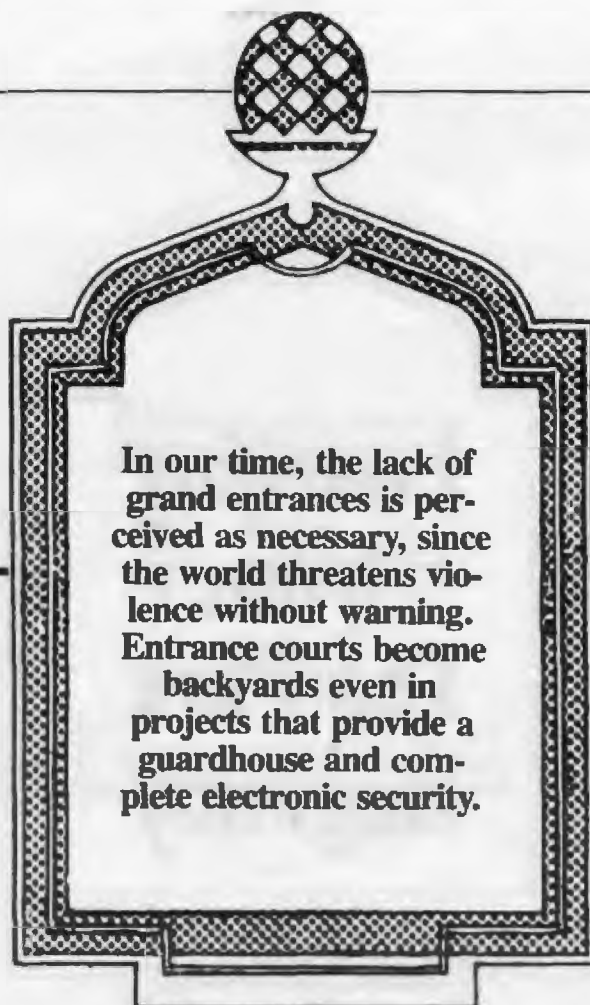 In our time, the lack of
grand entrances is per-
ceived as necessary, since
the world threatens vio-
lence without warning.
Entrance courts become
backyards even in
projects that provide a
guardhouse and com-
plete electronic security.